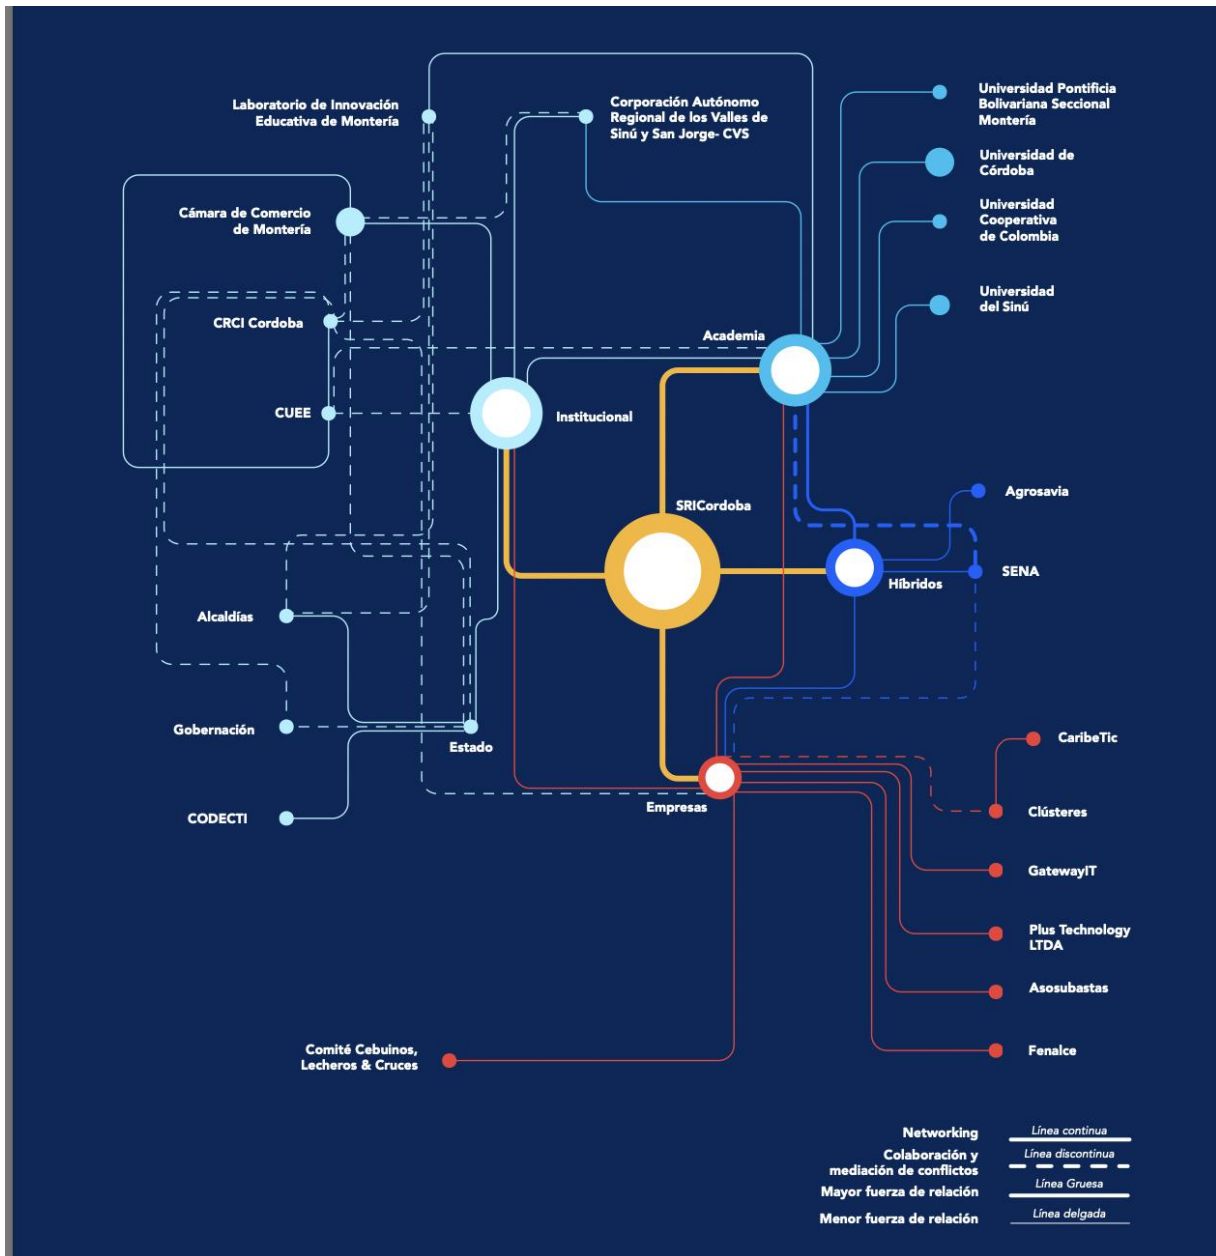 Laboratorio de Innovación
Educativa de Montería
Corporación Autónomo
Regional de los Valles de
Sinú y San Jorge- CVS
Universidad Pontificia
Bolivariana Seccional
Montería
Universidad de
Córdoba
Cámara de Comercio
de Montería
Universidad
Cooperativa
de Colombia
Universidad
del Sinú
CRCI Cordoba
Academia
CUEE
Institucional
SRICordoba
Agrosavia
Híbridos
SENA
Alcaldías
Gobernación
Estado
CaribeTic
Empresas
Clústeres
CODECTI
GatewayIT
Plus Technology
LTDA
Asosubastas
Comité Cebuinos,
Lecheros & Cruces
Fenalce
Networking
Línea continua
Colaboración y
mediación de conflictos
Línea discontinua
Mayor fuerza de relación
Línea Gruesa
Menor fuerza de relación
Línea delgada